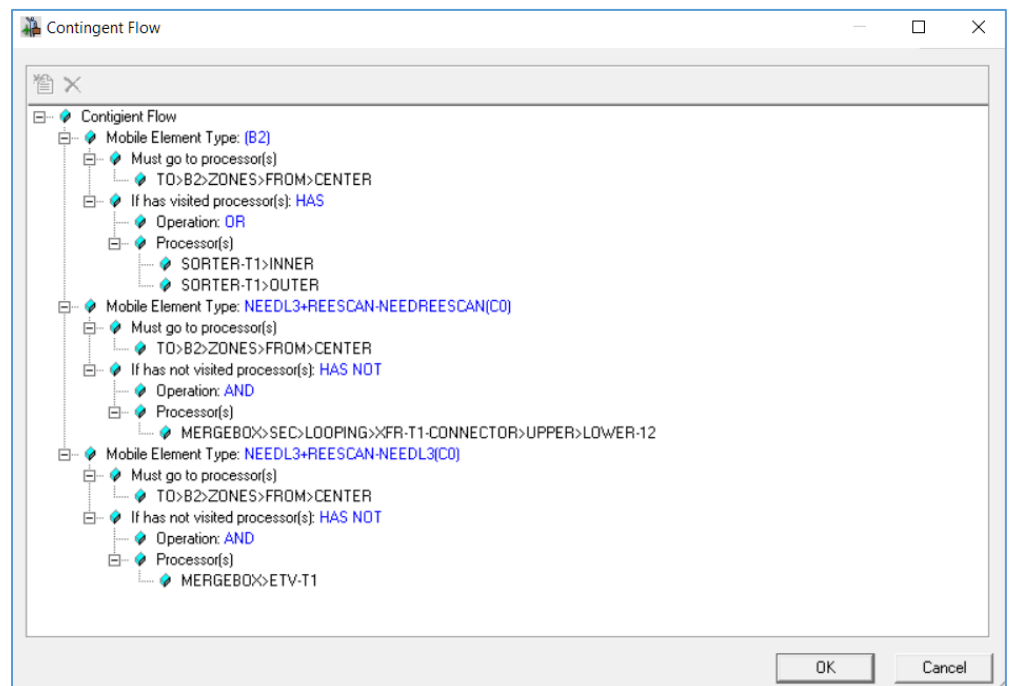 Contingent Flow
Contigient Flow
Mobile Element Type: (B2)
Must go to processor(s)
TO>B2>ZONES>FROM>CENTER
If has visited processor(s): HAS
Operation: OR
Processor(s)
SORTER-T1>INNER
SORTER-T1>OUTER
Mobile Element Type: NEEDL3+REESCAN-NEEDREESCAN(C0)
Must go to processor(s)
TO>B2>ZONES>FROM>CENTER
If has not visited processor(s): HAS NOT
Operation: AND
Processor(s)
MERGEBOX>SEC>LOOPING>XFR-T1-CONNECTOR>UPPER>LOWER-12
Mobile Element Type: NEEDL3+REESCAN-NEEDL3(C0)
Must go to processor(s)
TO>B2>ZONES>FROM>CENTER
If has not visited processor(s): HAS NOT
Operation: AND
Processor(s)
MERGEBOX>ETV-T1
OK Cancel